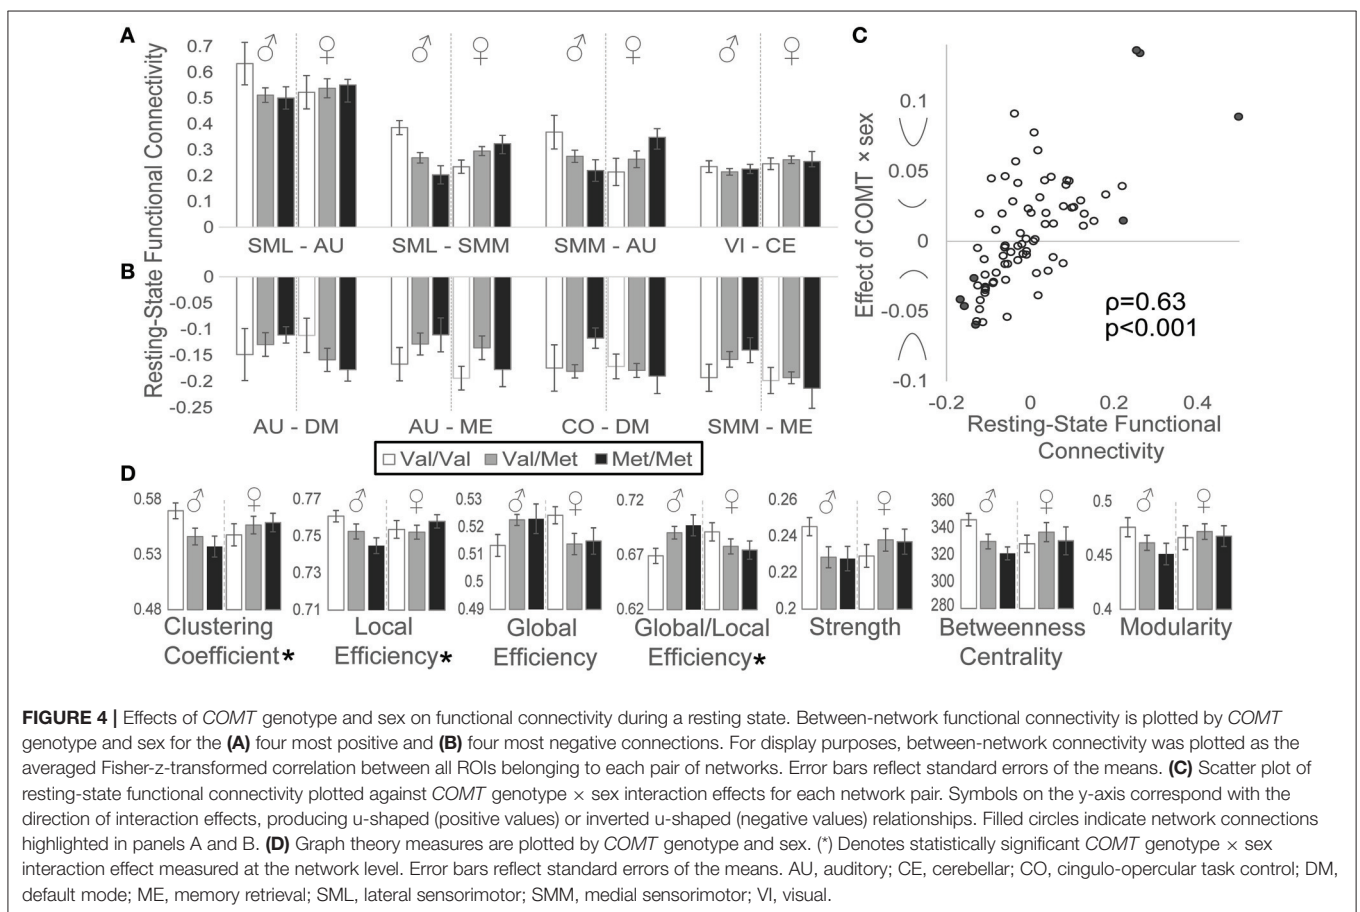 A
Resting-State Functional Connectivity
0.7
0.6
0.5
0.4
0.3
0.2
0.1
0
♂ ♀ ♂ ♀ ♂ ♀ ♂ ♀
SML - AU SML - SMM SMM - AU VI - CE
B
0
-0.05
-0.1
-0.15
-0.2
-0.25
AU - DM AU - ME CO - DM SMM - ME
C
Effect of COMT × sex
0.1
0.05
0
-0.05
-0.1
ρ=0.63
p<0.001
-0.2 0 0.2 0.4
Resting-State Functional
Connectivity
Val/Val Val/Met Met/Met
D
♂ ♀ ♂ ♀ ♂ ♀ ♂ ♀ ♂ ♀ ♂ ♀ ♂ ♀
0.58
0.53
0.48
Clustering
Coefficient*
0.77
0.75
0.73
0.71
Local
Efficiency*
0.53
0.52
0.51
0.5
0.49
Global
Efficiency
0.72
0.67
0.62
Global/Local
Efficiency*
0.26
0.24
0.22
0.2
Strength
360
340
320
300
280
Betweenness
Centrality
0.5
0.45
0.4
Modularity
FIGURE 4 | Effects of COMT genotype and sex on functional connectivity during a resting state. Between-network functional connectivity is plotted by COMT
genotype and sex for the (A) four most positive and (B) four most negative connections. For display purposes, between-network connectivity was plotted as the
averaged Fisher-z-transformed correlation between all ROIs belonging to each pair of networks. Error bars reflect standard errors of the means. (C) Scatter plot of
resting-state functional connectivity plotted against COMT genotype × sex interaction effects for each network pair. Symbols on the y-axis correspond with the
direction of interaction effects, producing u-shaped (positive values) or inverted u-shaped (negative values) relationships. Filled circles indicate network connections
highlighted in panels A and B. (D) Graph theory measures are plotted by COMT genotype and sex. (*) Denotes statistically significant COMT genotype × sex
interaction effect measured at the network level. Error bars reflect standard errors of the means. AU, auditory; CE, cerebellar; CO, cingulo-opercular task control; DM,
default mode; ME, memory retrieval; SML, lateral sensorimotor; SMM, medial sensorimotor; VI, visual.